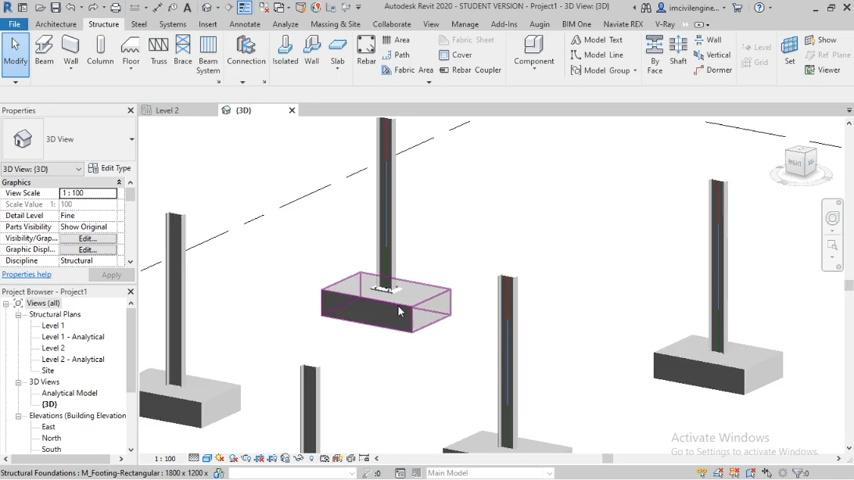 Autodesk Revit 2020 - STUDENT VERSION - Project1 - 3D View: {3D}
imcivilengine...
File Architecture Structure Steel Systems Insert Annotate Analyze Massing & Site Collaborate View Manage Add-Ins Augin BIM One Naviate REX V-Ray
Modify Beam Wall Column Floor Truss Brace Beam System Connection Isolated Wall Slab Rebar
Area
Path
Fabric Area
Fabric Sheet
Cover
Rebar Coupler
Component
Model Text
Model Line
Model Group
By Face
Shaft
Wall
Vertical
Dormer
Level
Grid
Set
Show
Ref Plane
Viewer
Properties
Level 2
{3D}
3D View
3D View: {3D}
Edit Type
Graphics
View Scale 1 : 100
Scale Value 1: 100
Detail Level Fine
Parts Visibility Show Original
Visibility/Grap... Edit...
Graphic Displ... Edit...
Discipline Structural
Properties help
Apply
Project Browser - Project1
Views (all)
Structural Plans
Level 1
Level 1 - Analytical
Level 2
Level 2 - Analytical
Site
3D Views
Analytical Model
{3D}
Elevations (Building Elevation
East
North
South
Activate Windows
Go to Settings to activate Windows.
1 : 100
Structural Foundations : M_Footing-Rectangular : 1800 x 1200 x
:0
Main Model
:0